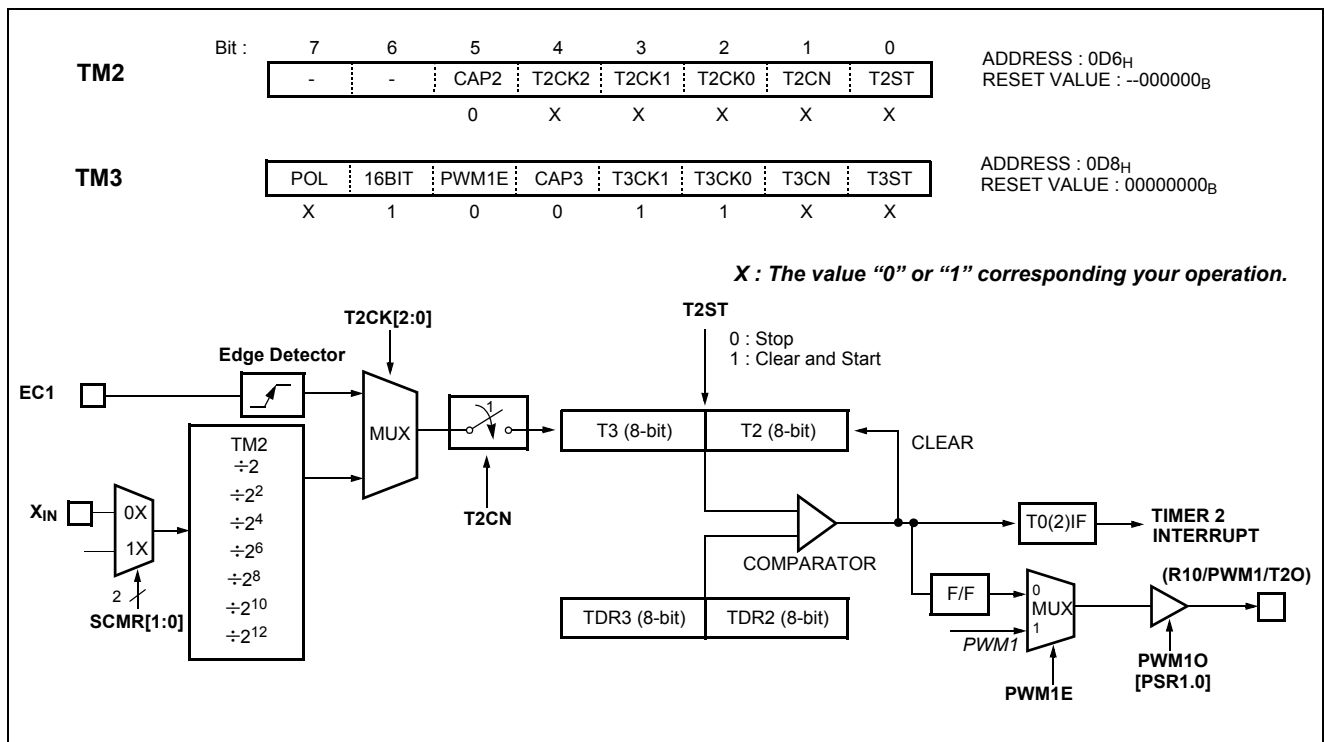 Bit : 7 6 5 4 3 2 1 0
TM2
- - CAP2 T2CK2 T2CK1 T2CK0 T2CN T2ST
ADDRESS : 0D6H
RESET VALUE : --000000B
0 X X X X X
TM3
POL 16BIT PWM1E CAP3 T3CK1 T3CK0 T3CN T3ST
ADDRESS : 0D8H
RESET VALUE : 00000000B
X 1 0 0 1 1 X X
X : The value “0” or “1” corresponding your operation.
T2CK[2:0]
T2ST
0 : Stop
1 : Clear and Start
Edge Detector
EC1
MUX
1
T3 (8-bit) T2 (8-bit)
CLEAR
TM2
÷2
÷2²
÷2⁴
÷2⁶
÷2⁸
÷2¹⁰
÷2¹²
XIN
0X
1X
2
SCMR[1:0]
T2CN
COMPARATOR
T0(2)IF
TIMER 2
INTERRUPT
(R10/PWM1/T2O)
F/F
0
MUX
1
PWM1
TDR3 (8-bit) TDR2 (8-bit)
PWM1E
PWM1O
[PSR1.0]